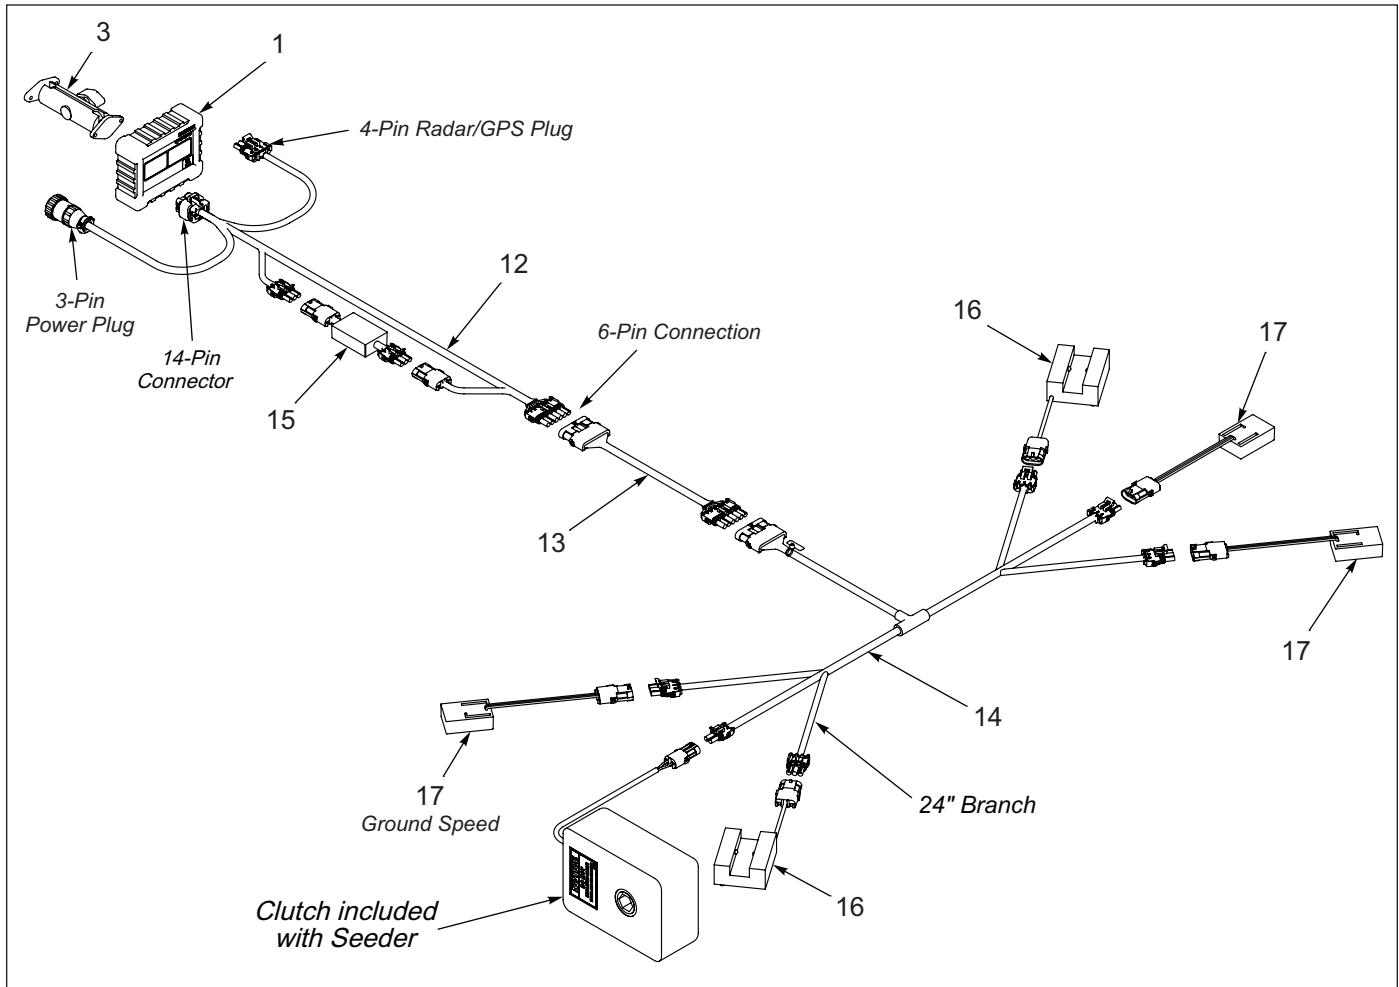 3
1
4-Pin Radar/GPS Plug
12
3-Pin
Power Plug
14-Pin
Connector
6-Pin Connection
16
17
15
13
17
14
17
Ground Speed
24" Branch
16
Clutch included
with Seeder